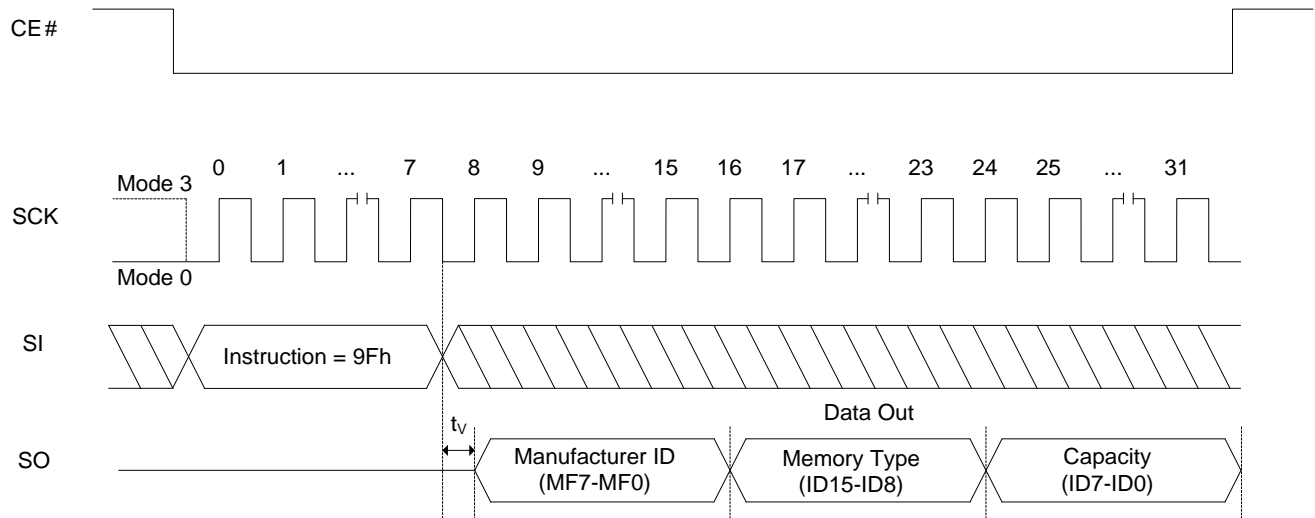 CE#
0 1 ... 7 8 9 ... 15 16 17 ... 23 24 25 ... 31
Mode 3
SCK
Mode 0
SI
Instruction = 9Fh
Data Out
tV
SO
Manufacturer ID
(MF7-MF0)
Memory Type
(ID15-ID8)
Capacity
(ID7-ID0)